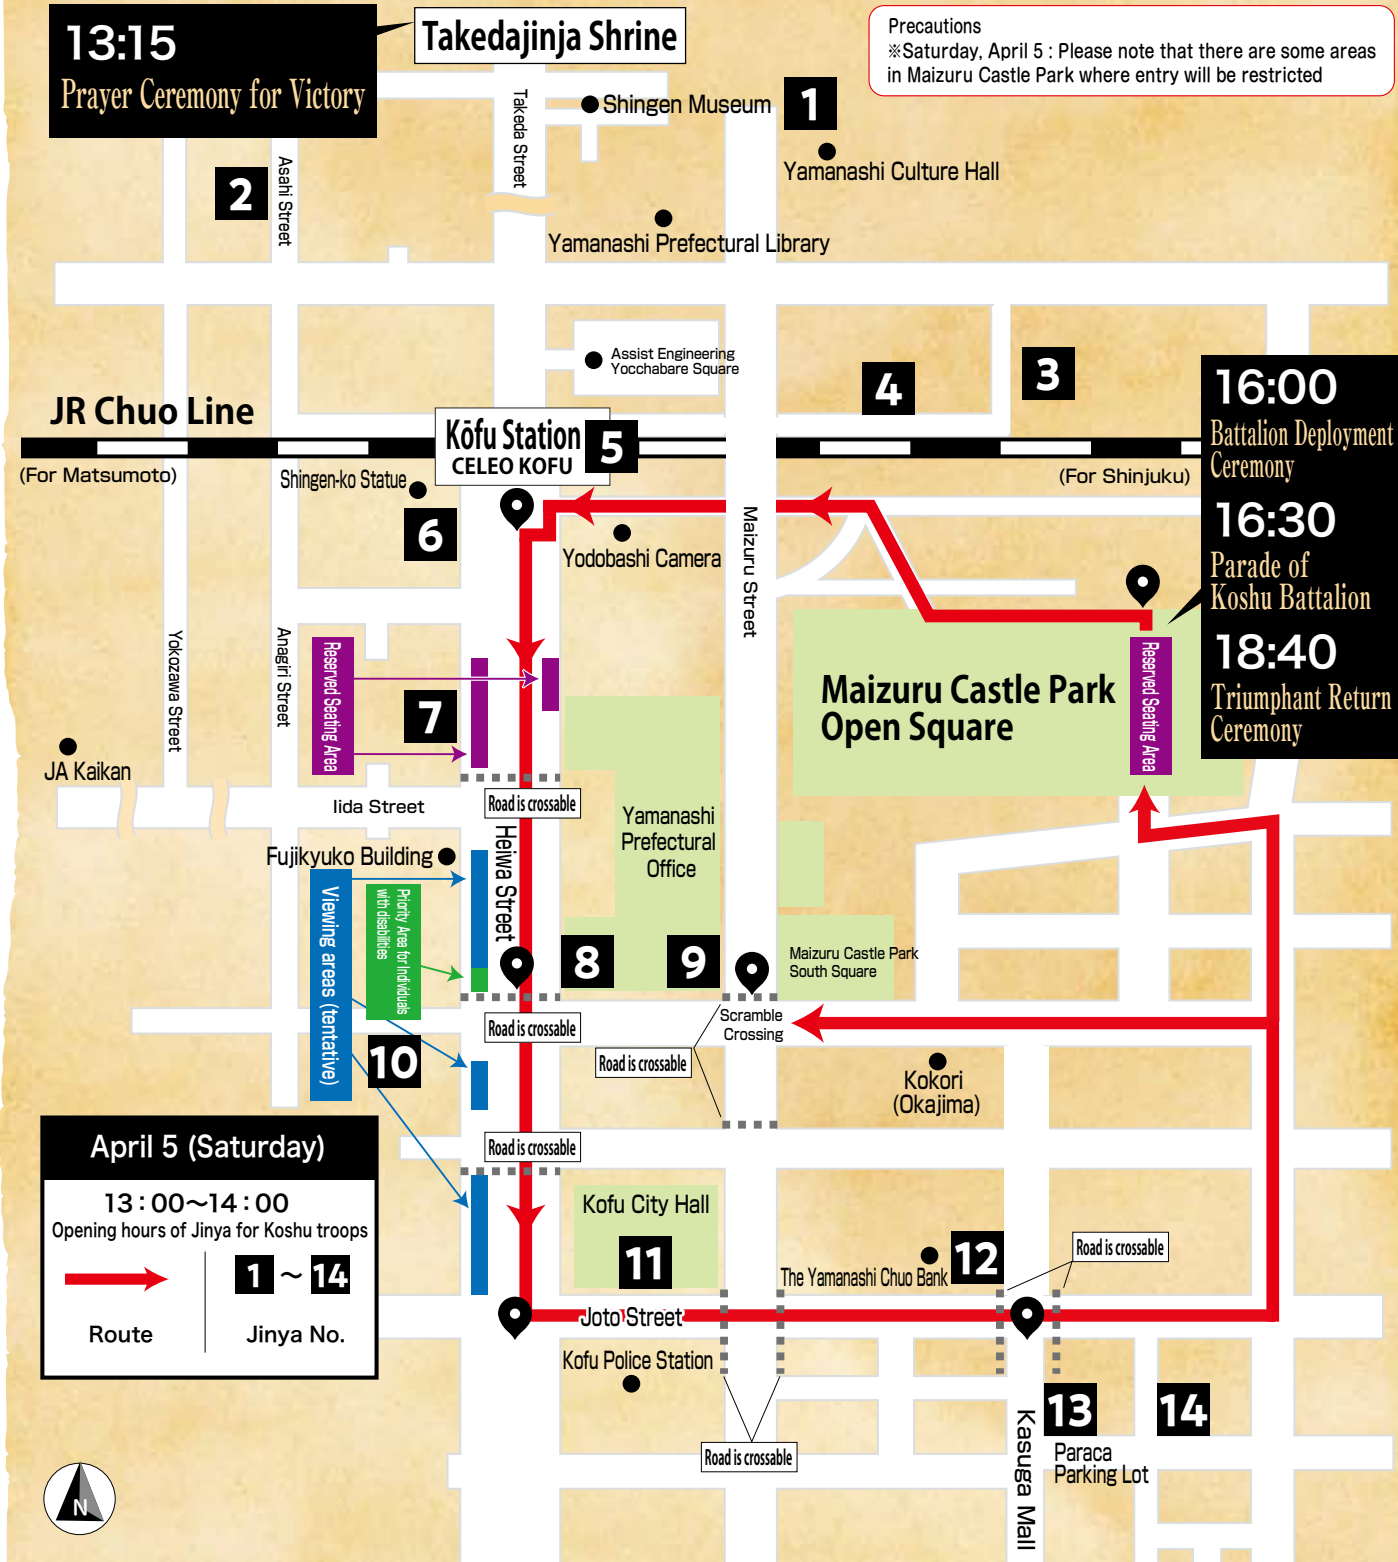 13:15
Prayer Ceremony for Victory
Takedajinja Shrine
Precautions
※Saturday, April 5 : Please note that there are some areas
in Maizuru Castle Park where entry will be restricted
Takeda Street
Shingen Museum
1
Yamanashi Culture Hall
2
Asahi Street
Yamanashi Prefectural Library
Assist Engineering
Yocchabare Square
4
3
JR Chuo Line
Kōfu Station
CELEO KOFU
5
(For Matsumoto)
(For Shinjuku)
16:00
Battalion Deployment
Ceremony
16:30
Parade of
Koshu Battalion
18:40
Triumphant Return
Ceremony
Shingen-ko Statue
6
Yodobashi Camera
Maizuru Street
Yokozawa Street
Anagiri Street
Reserved Seating Area
7
Maizuru Castle Park
Open Square
Reserved Seating Area
JA Kaikan
Iida Street
Road is crossable
Heiwa Street
Yamanashi
Prefectural
Office
Fujikyuko Building
Viewing areas (tentative)
Priority Area for Individuals
with disabilities
8
9
Maizuru Castle Park
South Square
Road is crossable
Scramble
Crossing
Road is crossable
10
Kokori
(Okajima)
Road is crossable
April 5 (Saturday)
13:00～14:00
Opening hours of Jinya for Koshu troops
1 ～ 14
Route
Jinya No.
Kofu City Hall
11
The Yamanashi Chuo Bank
12
Road is crossable
Joto Street
Kofu Police Station
Road is crossable
Kasuga Mall
13
14
Paraca
Parking Lot
N